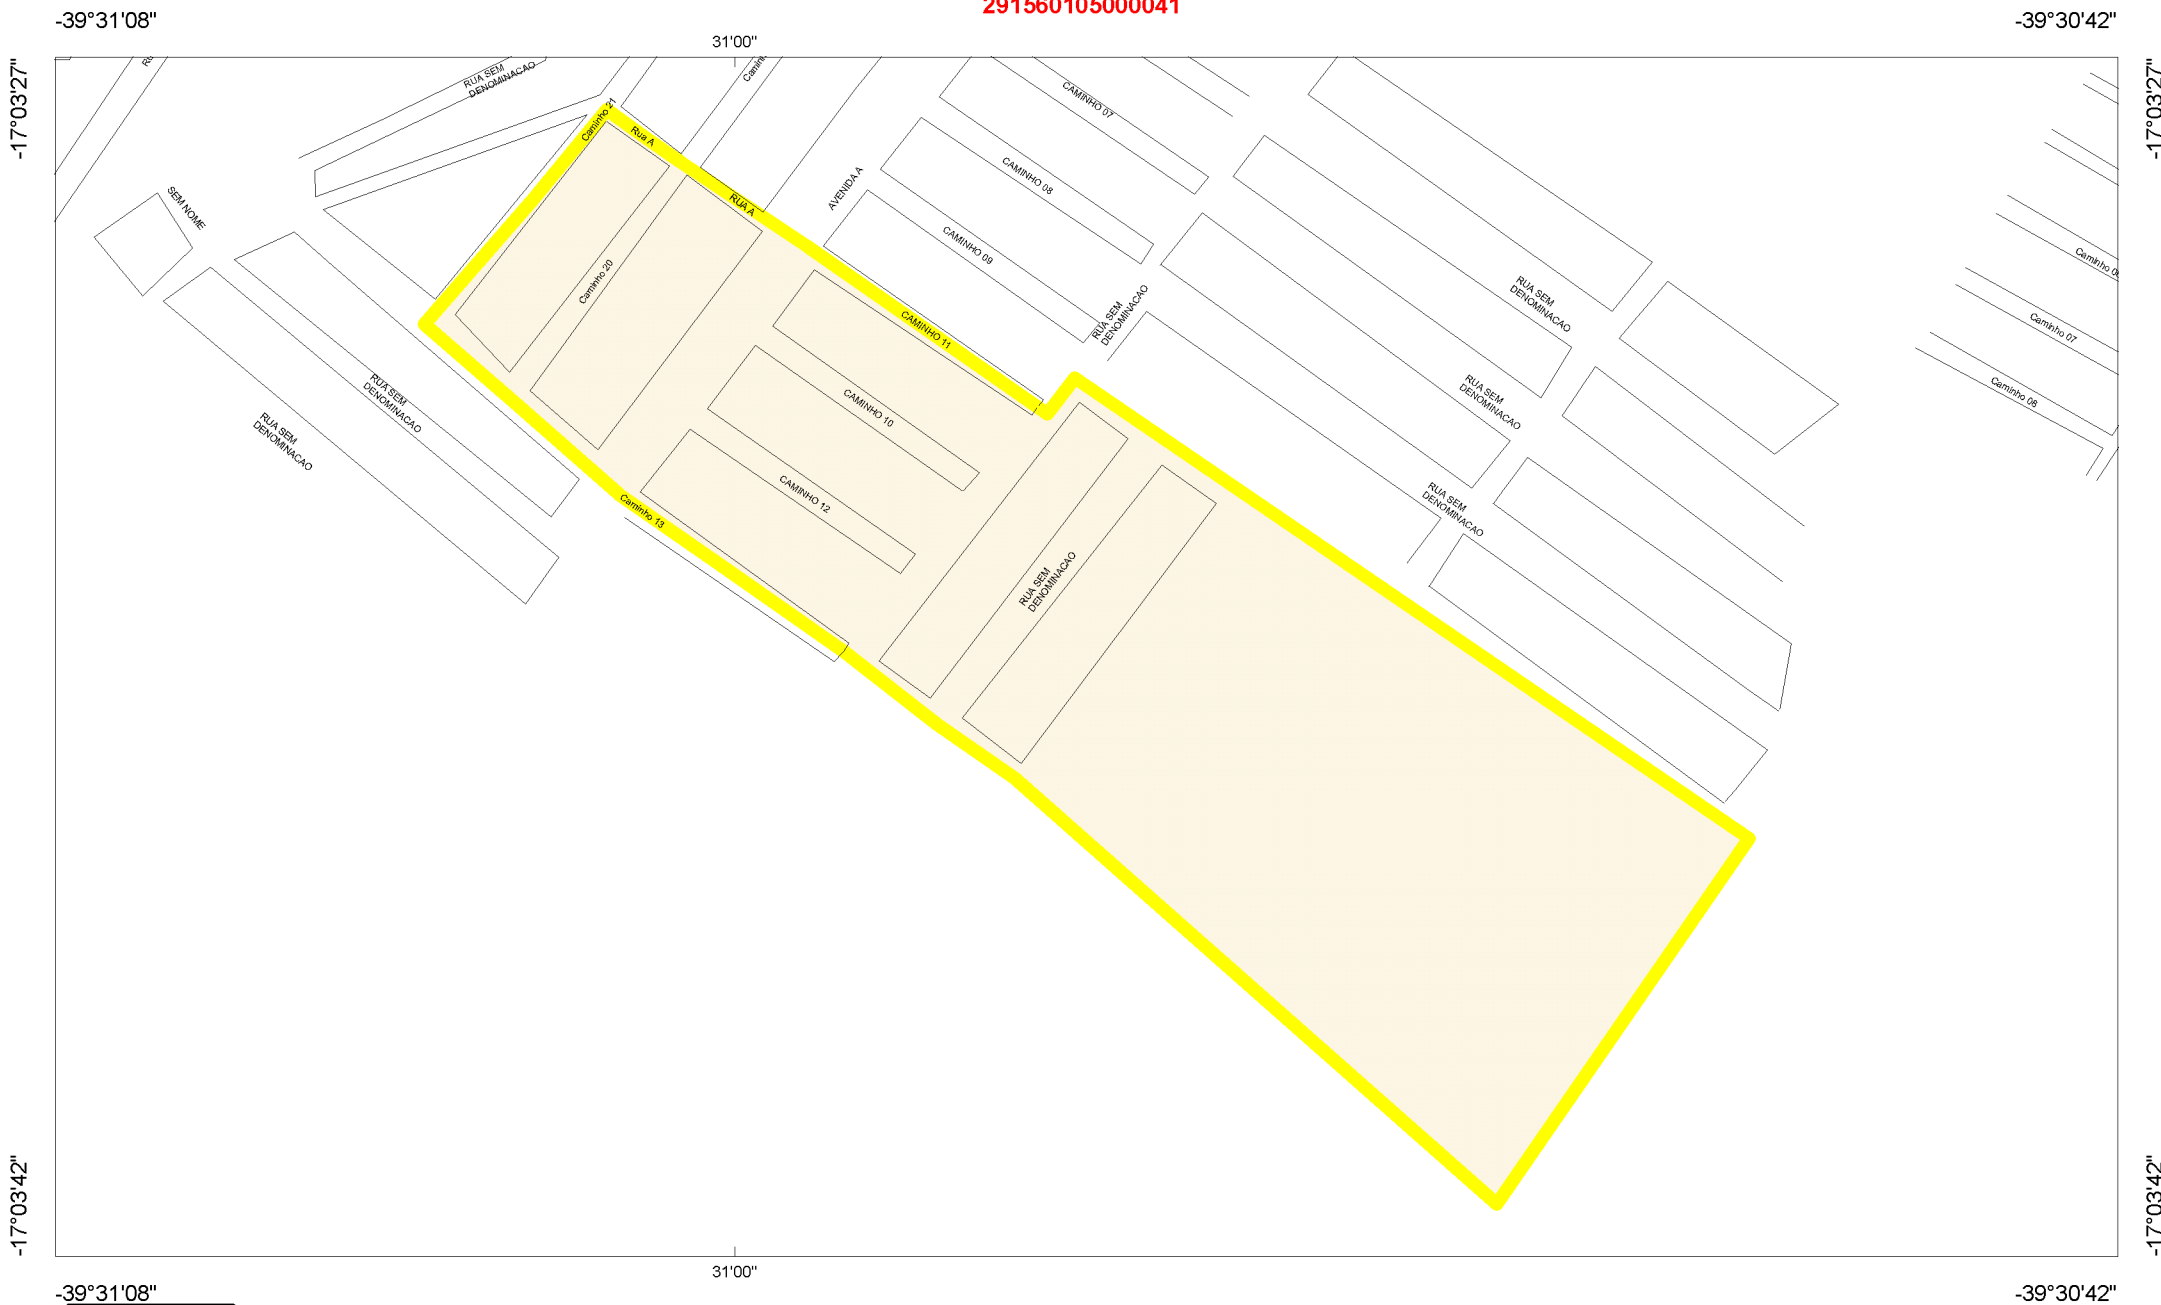 291560105000041
-39°31'08"
-39°30'42"
31'00"
-17°03'27"
-17°03'27"
RUA SEM
DENOMINACAO
CAMINHO 07
Caminho 21
Rua A
CAMINHO 08
AVENIDA A
SEM NOME
RUA A
CAMINHO 09
Caminho 20
RUA SEM
DENOMINACAO
RUA SEM
DENOMINACAO
CAMINHO 11
Caminho 07
RUA SEM
DENOMINACAO
RUA SEM
DENOMINACAO
Caminho 08
CAMINHO 10
RUA SEM
DENOMINACAO
CAMINHO 12
RUA SEM
DENOMINACAO
Caminho 13
RUA SEM
DENOMINACAO
-17°03'42"
-17°03'42"
31'00"
-39°31'08"
-39°30'42"